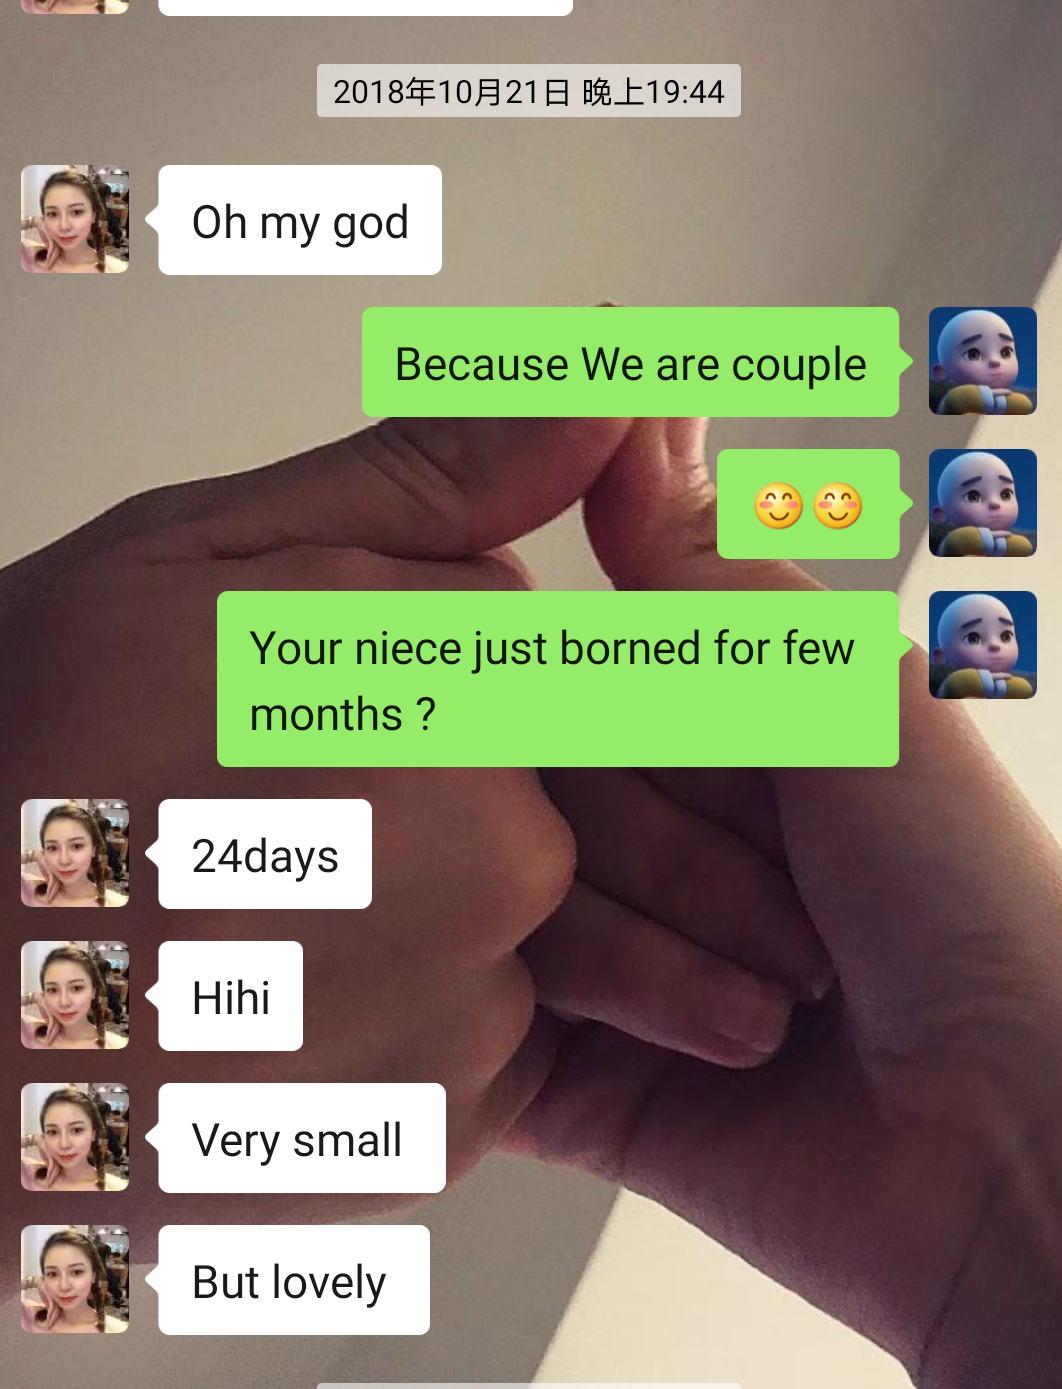 2018年10月21日 晚上19:44
Oh my god
Because We are couple
😊😊
Your niece just borned for few
months ?
24days
Hihi
Very small
But lovely